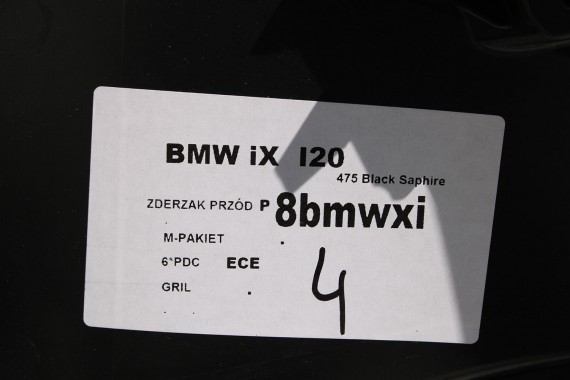 BMW iX I20
475 Black Saphire
ZDERZAK PRZÓD P 8bmwxi
M-PAKIET
6*PDC ECE
GRIL
4